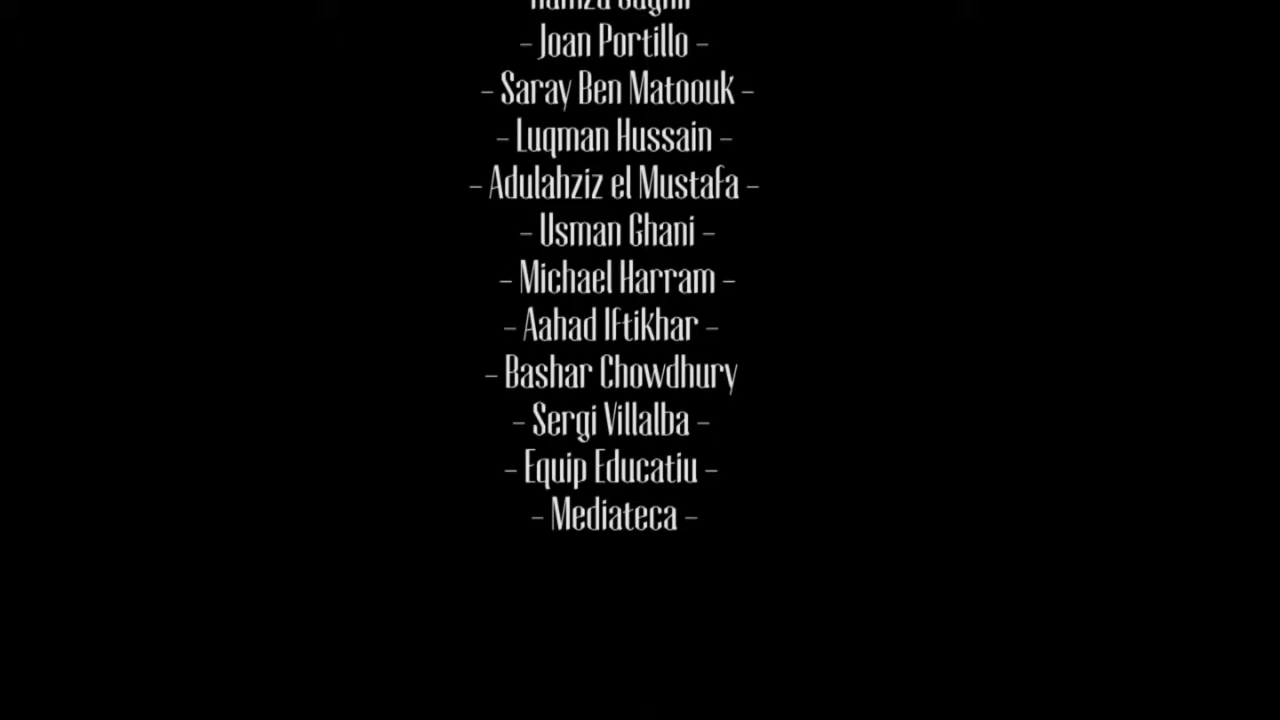 - Joan Portillo -
- Saray Ben Matoouk -
- Luqman Hussain -
- Adulahziz el Mustafa -
- Usman Ghani -
- Michael Harram -
- Aahad Iftikhar -
- Bashar Chowdhury
- Sergi Villalba -
- Equip Educatiu -
- Mediateca -